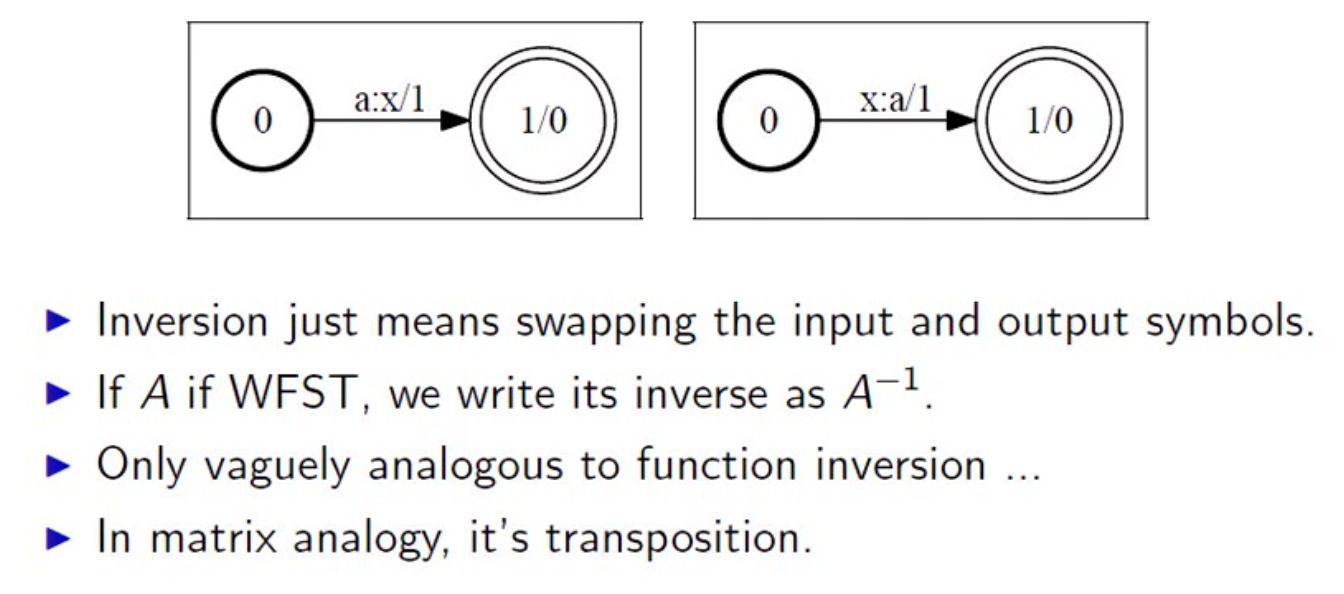 0 a:x/1 1/0 0 x:a/1 1/0
▶ Inversion just means swapping the input and output symbols.
▶ If A if WFST, we write its inverse as A⁻¹.
▶ Only vaguely analogous to function inversion ...
▶ In matrix analogy, it's transposition.